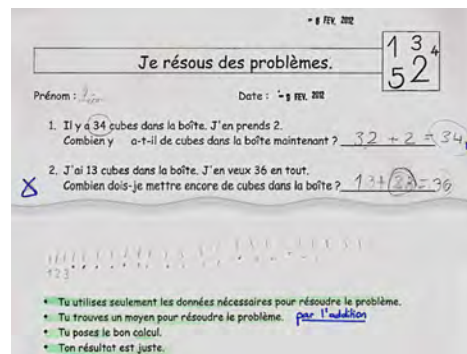 - 8 FEV. 2012
1 3 4
5 2
Je résous des problèmes.
Prénom :
Date : - 9 FEV. 2012
1. Il y a 34 cubes dans la boîte. J'en prends 2.
Combien y a-t-il de cubes dans la boîte maintenant ? 32 + 2 = 34
2. J'ai 13 cubes dans la boîte. J'en veux 36 en tout.
Combien dois-je mettre encore de cubes dans la boîte ? 13+23=36
1 2 3
• Tu utilises seulement les données nécessaires pour résoudre le problème.
• Tu trouves un moyen pour résoudre le problème. par l'addition
• Tu poses le bon calcul.
• Ton résultat est juste.